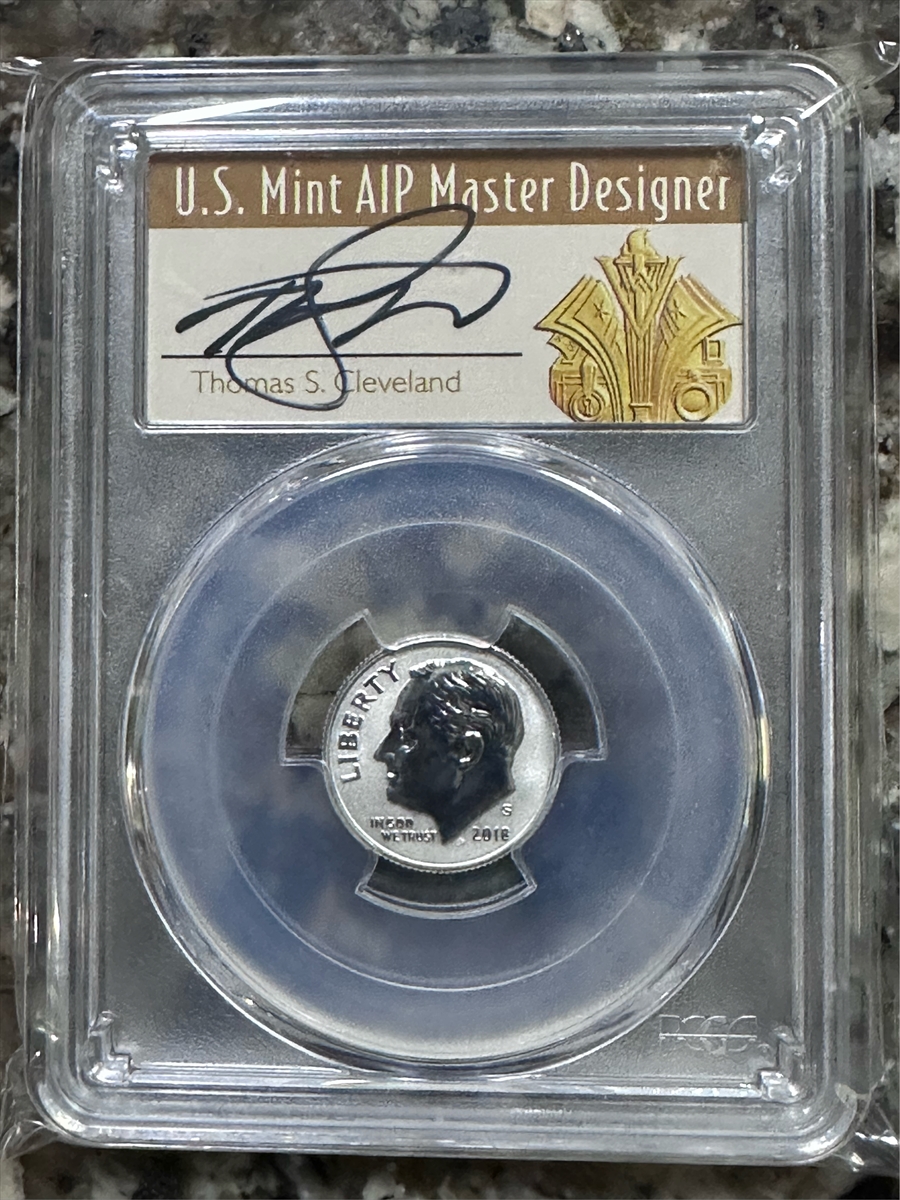 U.S. Mint AIP Master Designer
Thomas S. Cleveland
LIBERTY
S
IN GOD
WE TRUST
2018
PCGS